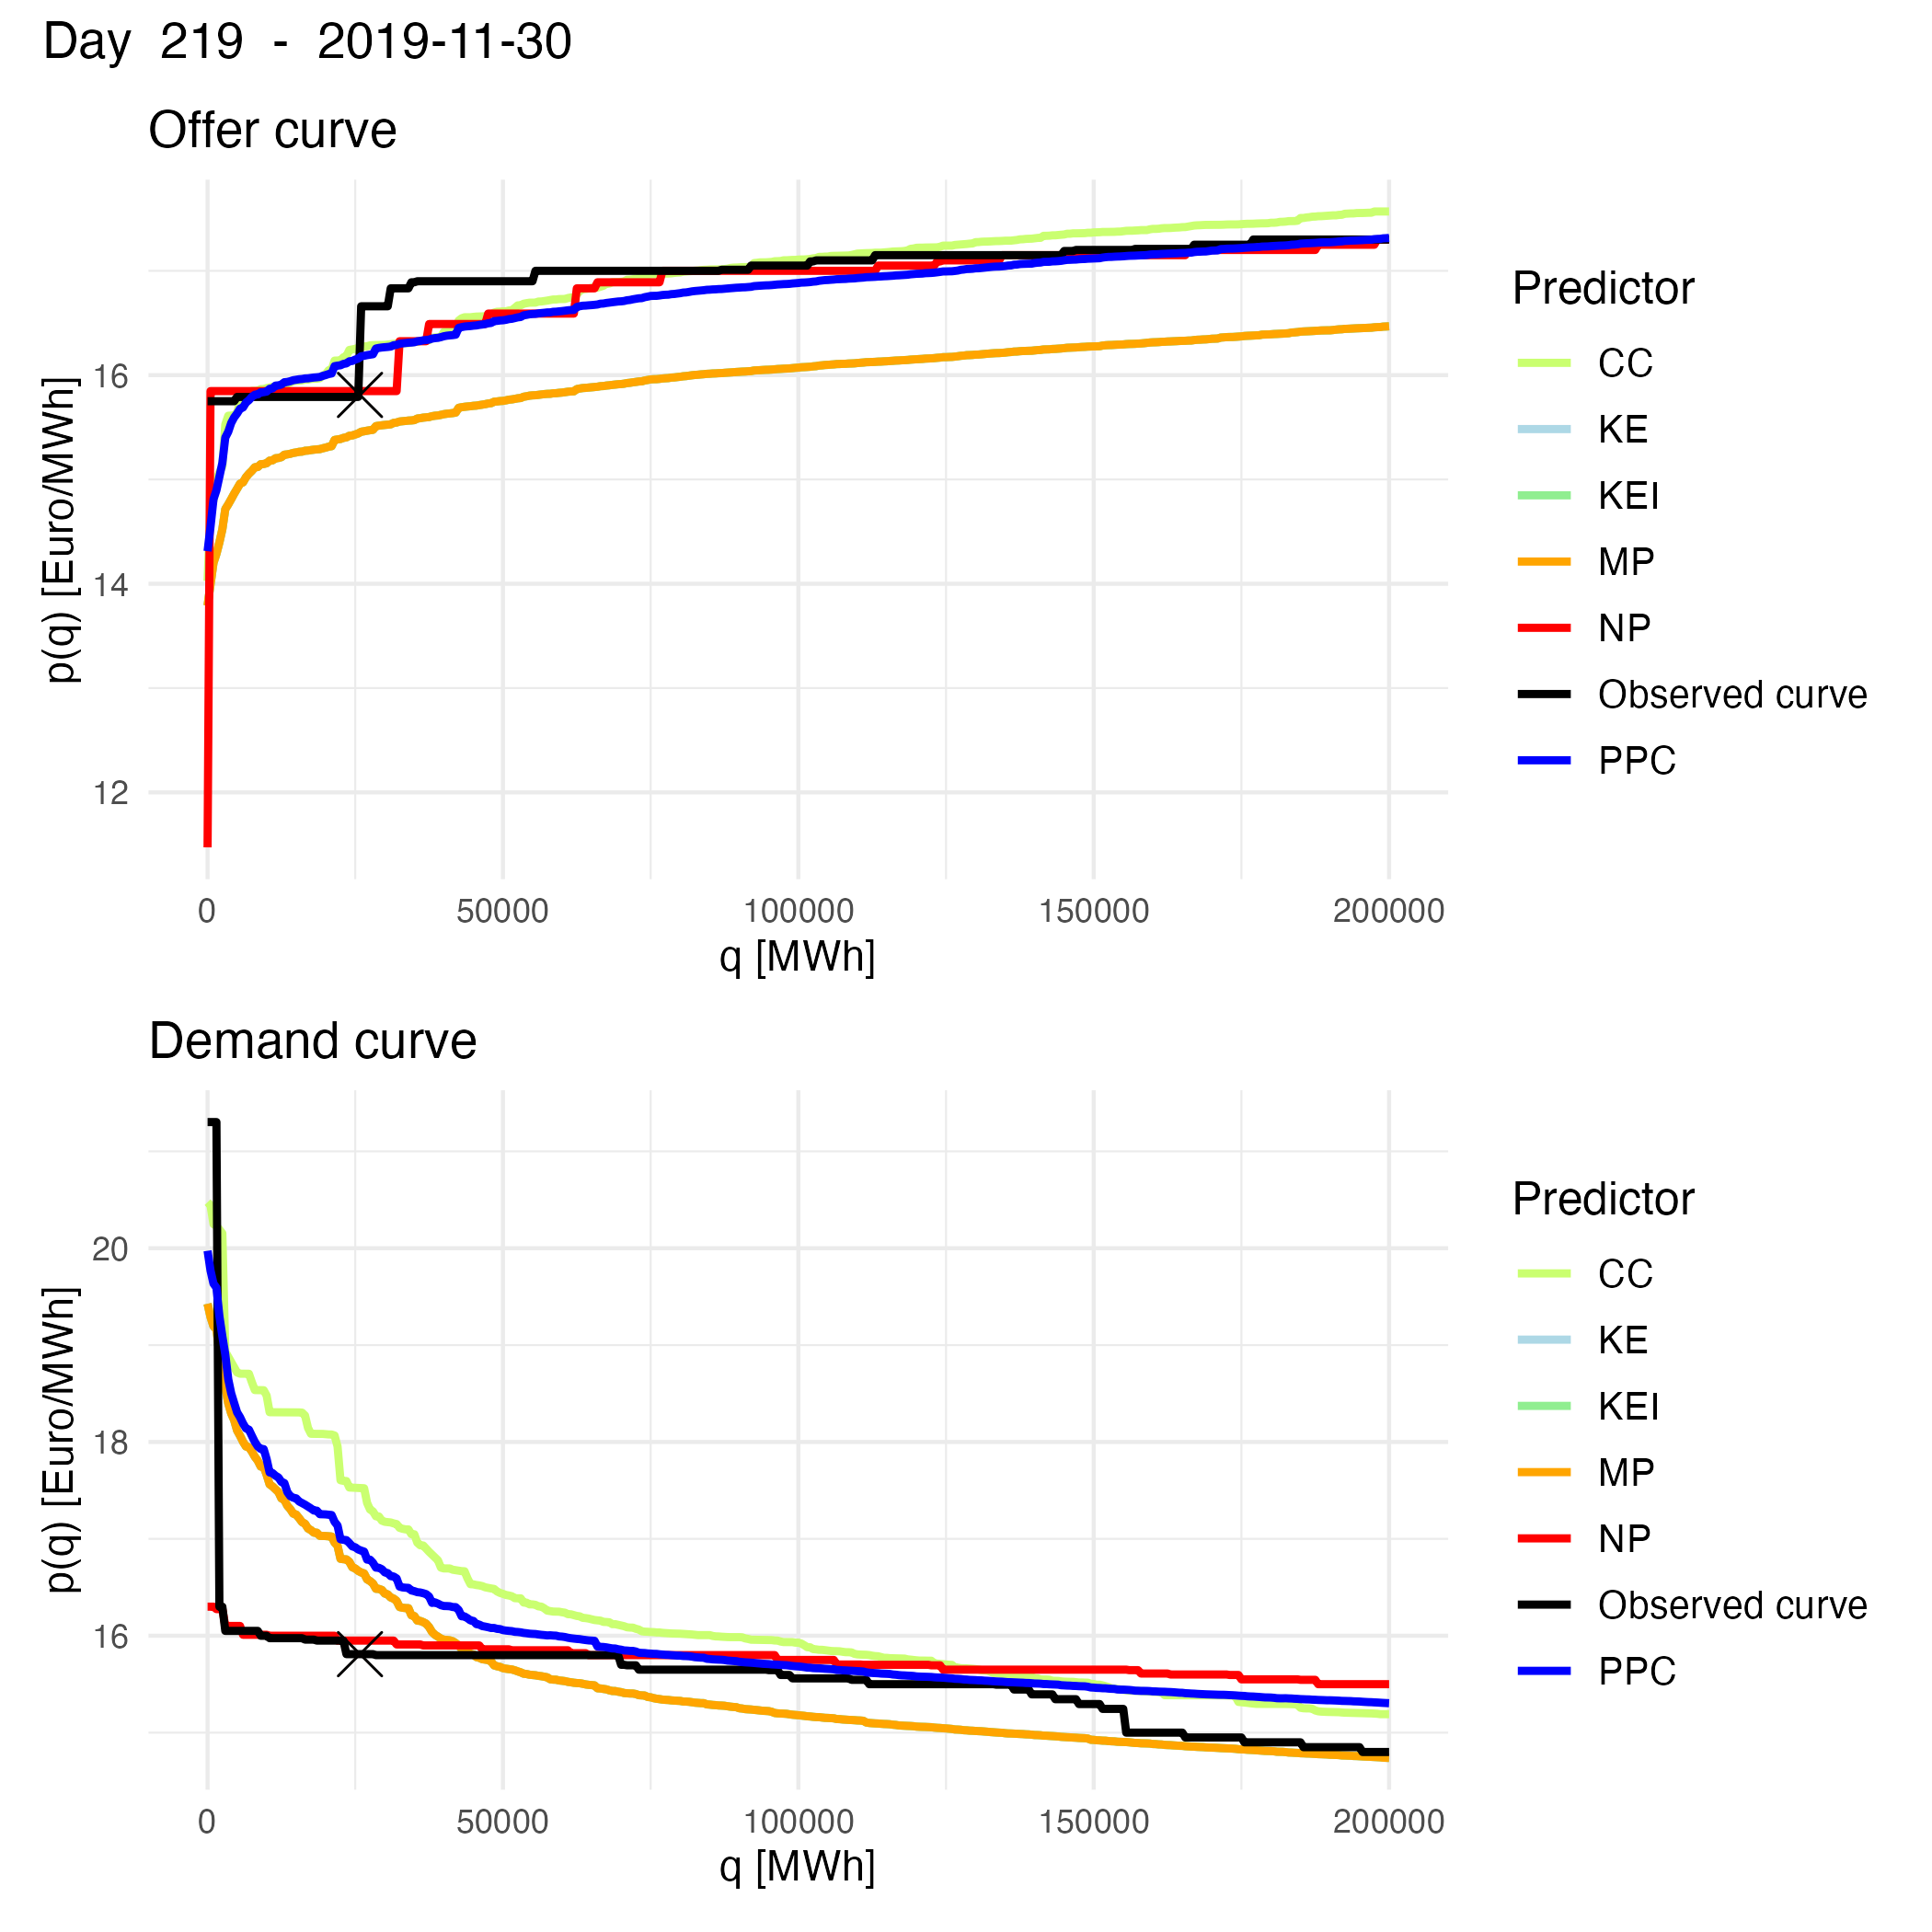 Day 219 - 2019-11-30
Offer curve
p(q) [Euro/MWh]
16
14
12
0 50000 100000 150000 200000
q [MWh]
Predictor
CC
KE
KEI
MP
NP
Observed curve
PPC
Demand curve
p(q) [Euro/MWh]
20
18
16
0 50000 100000 150000 200000
q [MWh]
Predictor
CC
KE
KEI
MP
NP
Observed curve
PPC